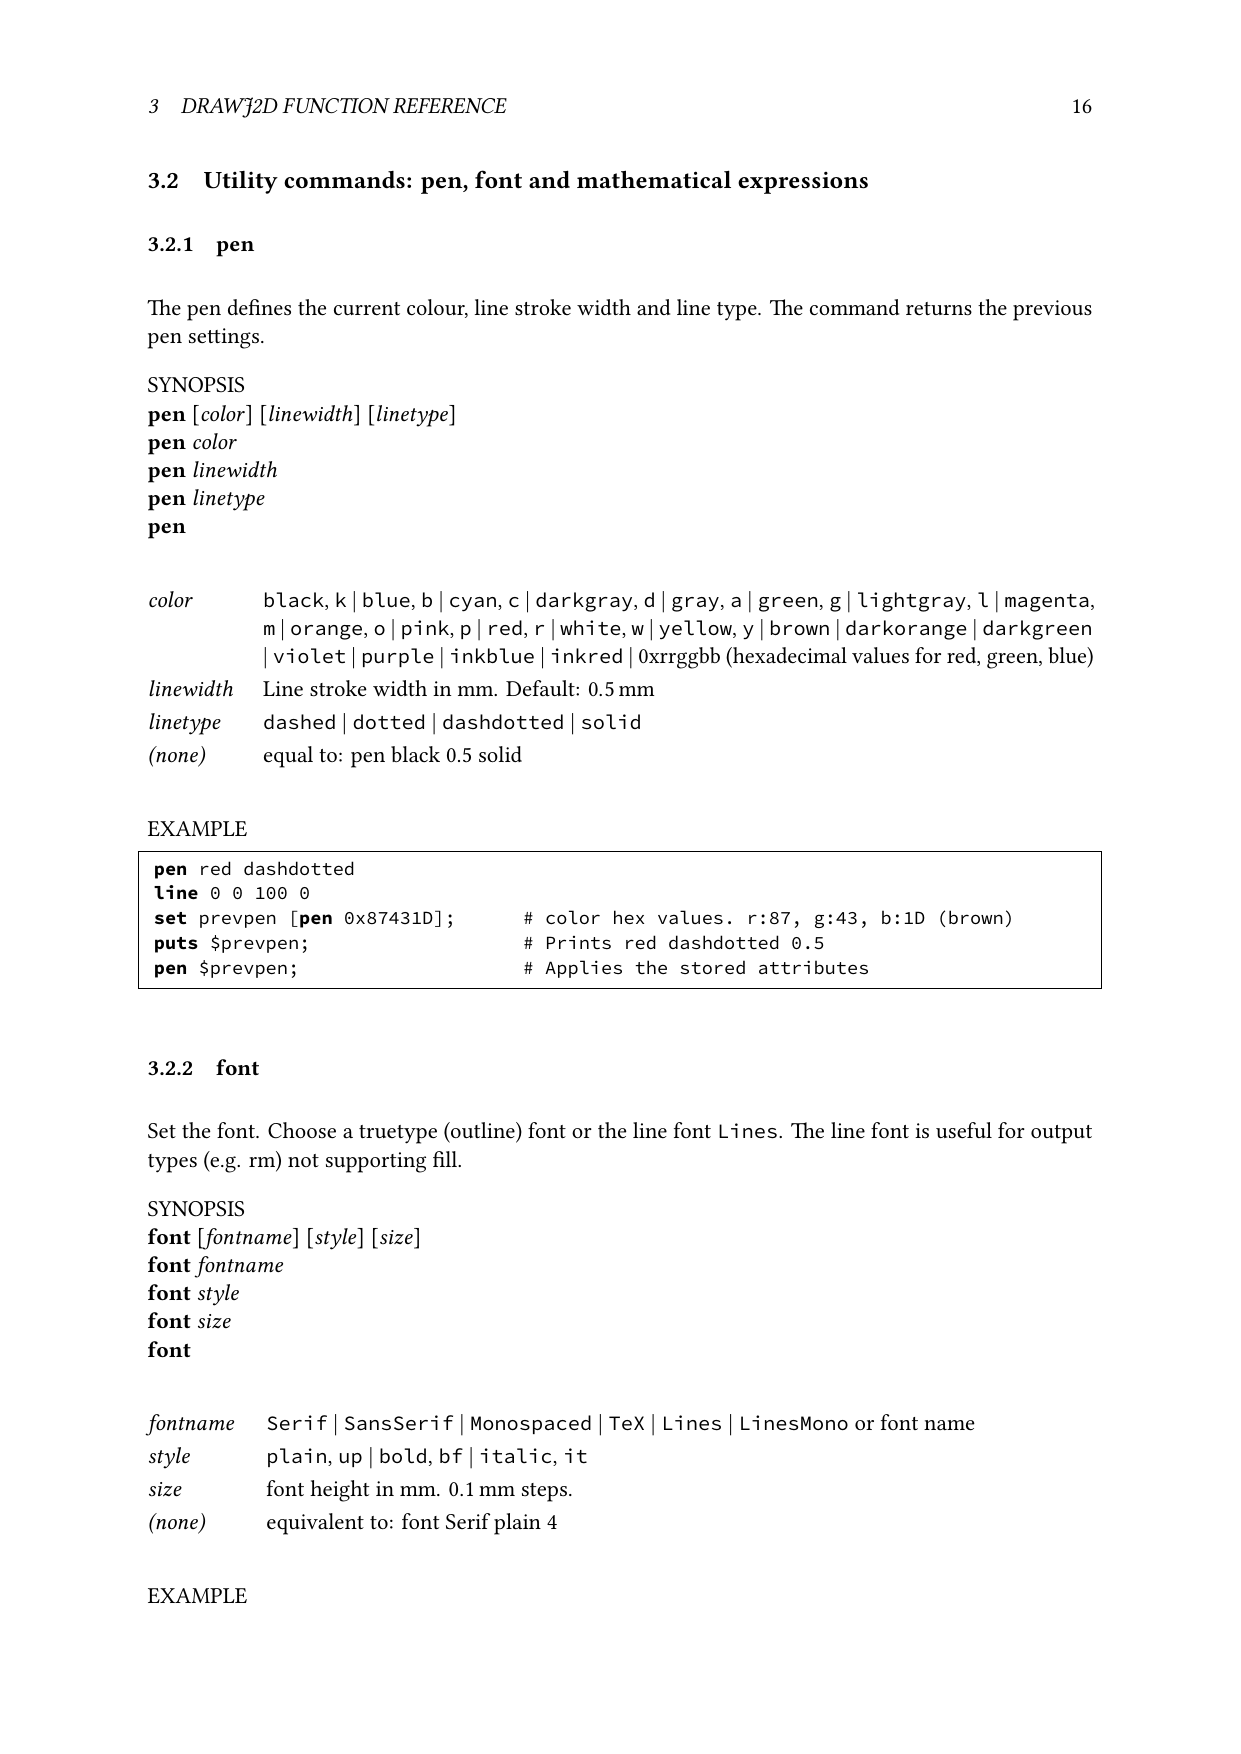 3 DRAWJ2D FUNCTION REFERENCE 16
3.2 Utility commands: pen, font and mathematical expressions
3.2.1 pen
The pen defines the current colour, line stroke width and line type. The command returns the previous
pen settings.
SYNOPSIS
pen [color] [linewidth] [linetype]
pen color
pen linewidth
pen linetype
pen
color black, k | blue, b | cyan, c | darkgray, d | gray, a | green, g | lightgray, l | magenta,
m | orange, o | pink, p | red, r | white, w | yellow, y | brown | darkorange | darkgreen
| violet | purple | inkblue | inkred | 0xrrggbb (hexadecimal values for red, green, blue)
linewidth Line stroke width in mm. Default: 0.5 mm
linetype dashed | dotted | dashdotted | solid
(none) equal to: pen black 0.5 solid
EXAMPLE
pen red dashdotted
line 0 0 100 0
set prevpen [pen 0x87431D]; # color hex values. r:87, g:43, b:1D (brown)
puts $prevpen; # Prints red dashdotted 0.5
pen $prevpen; # Applies the stored attributes
3.2.2 font
Set the font. Choose a truetype (outline) font or the line font Lines. The line font is useful for output
types (e.g. rm) not supporting fill.
SYNOPSIS
font [fontname] [style] [size]
font fontname
font style
font size
font
fontname Serif | SansSerif | Monospaced | TeX | Lines | LinesMono or font name
style plain, up | bold, bf | italic, it
size font height in mm. 0.1 mm steps.
(none) equivalent to: font Serif plain 4
EXAMPLE